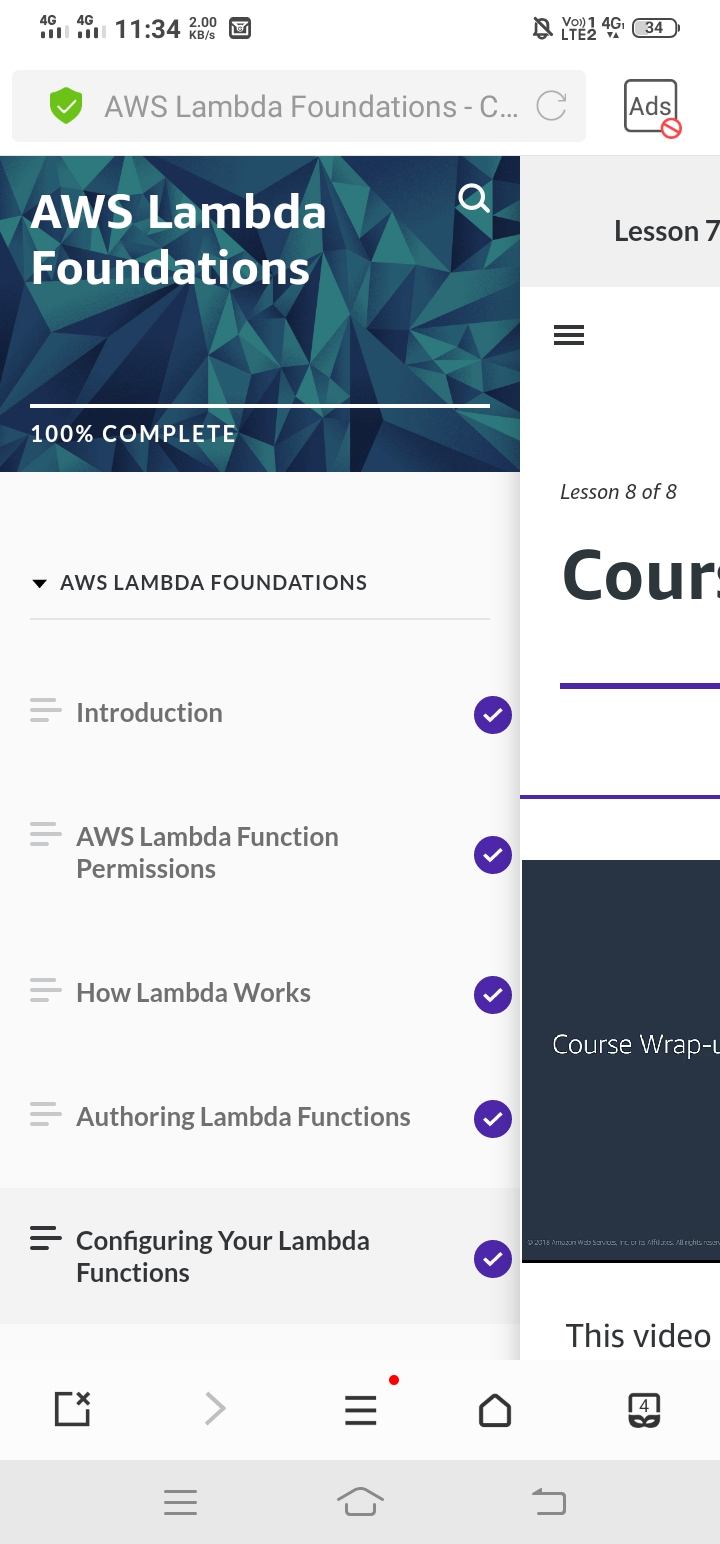 4G 4G 11:34 2.00 KB/s Vo))1 LTE2 4G 34
AWS Lambda Foundations - C...
Ads
AWS Lambda
Foundations
100% COMPLETE
AWS LAMBDA FOUNDATIONS
Introduction
AWS Lambda Function
Permissions
How Lambda Works
Authoring Lambda Functions
Configuring Your Lambda
Functions
Lesson 7
Lesson 8 of 8
Cours
Course Wrap-u
© 2018 Amazon Web Services, Inc. or its Affiliates. All rights reserv
This video
4